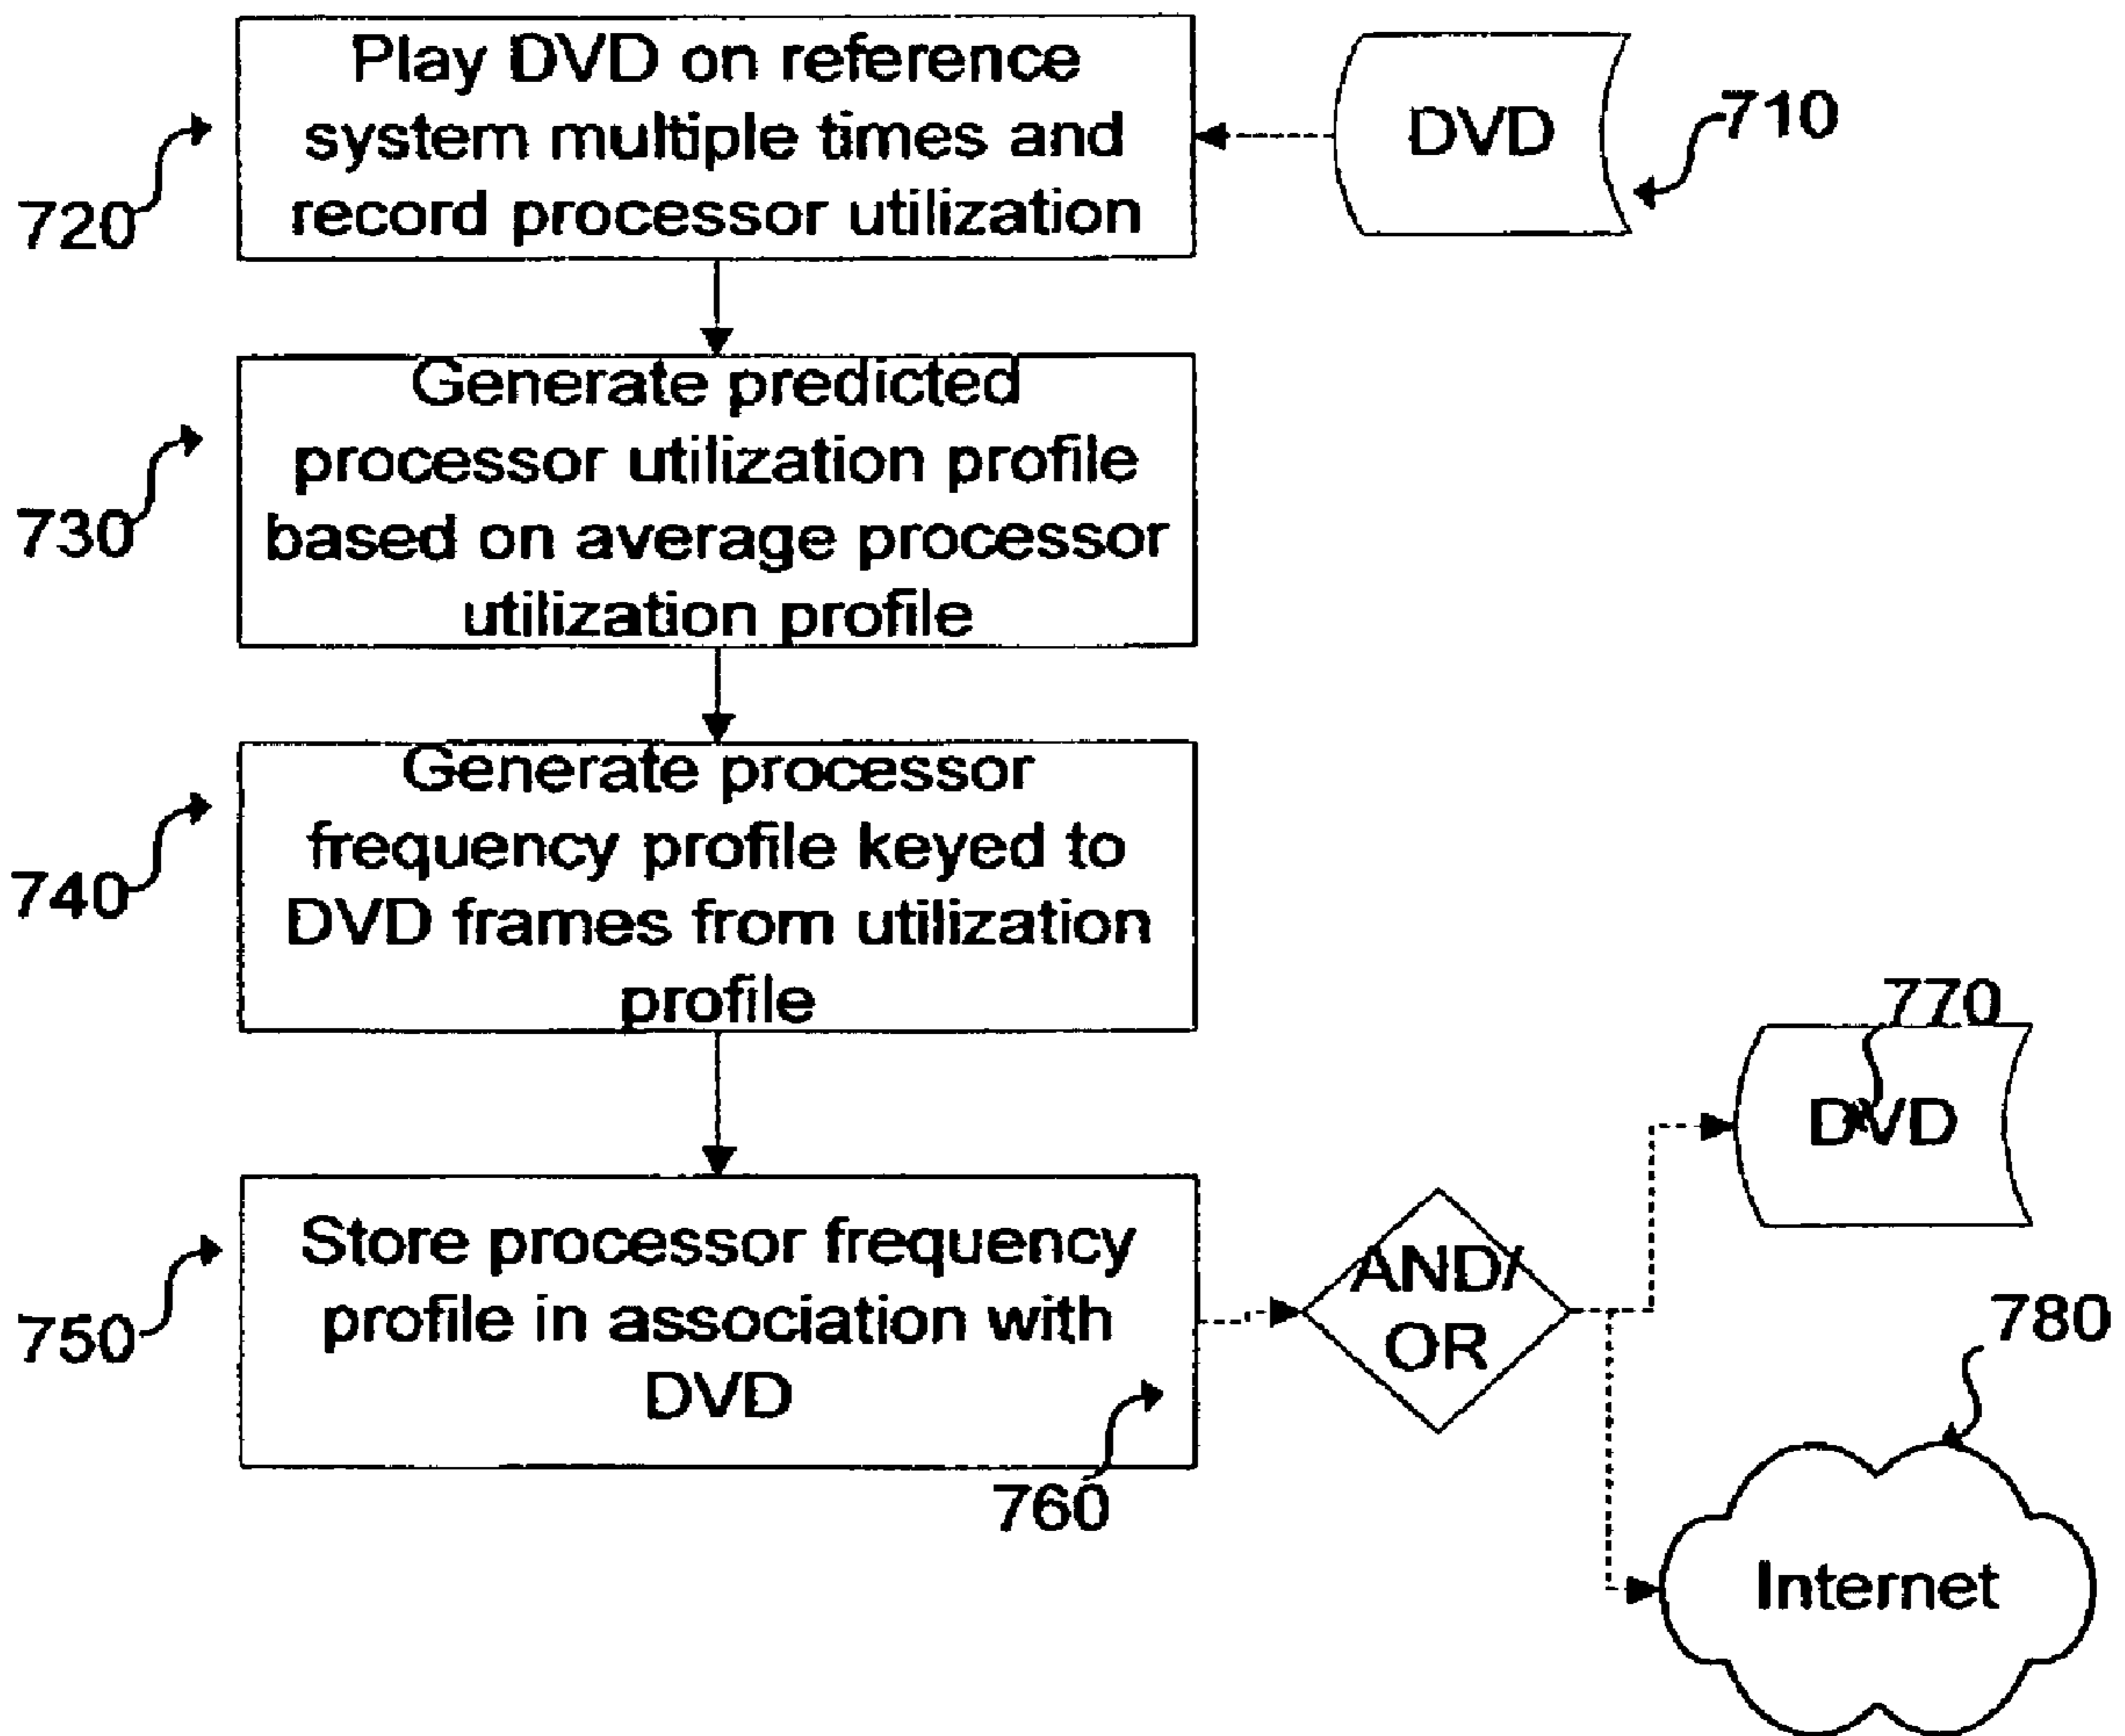 Play DVD on reference
system multiple times and
record processor utilization
DVD
710
720
Generate predicted
processor utilization profile
based on average processor
utilization profile
730
Generate processor
frequency profile keyed to
DVD frames from utilization
profile
740
770
DVD
Store processor frequency
profile in association with
DVD
750
760
AND/
OR
780
Internet